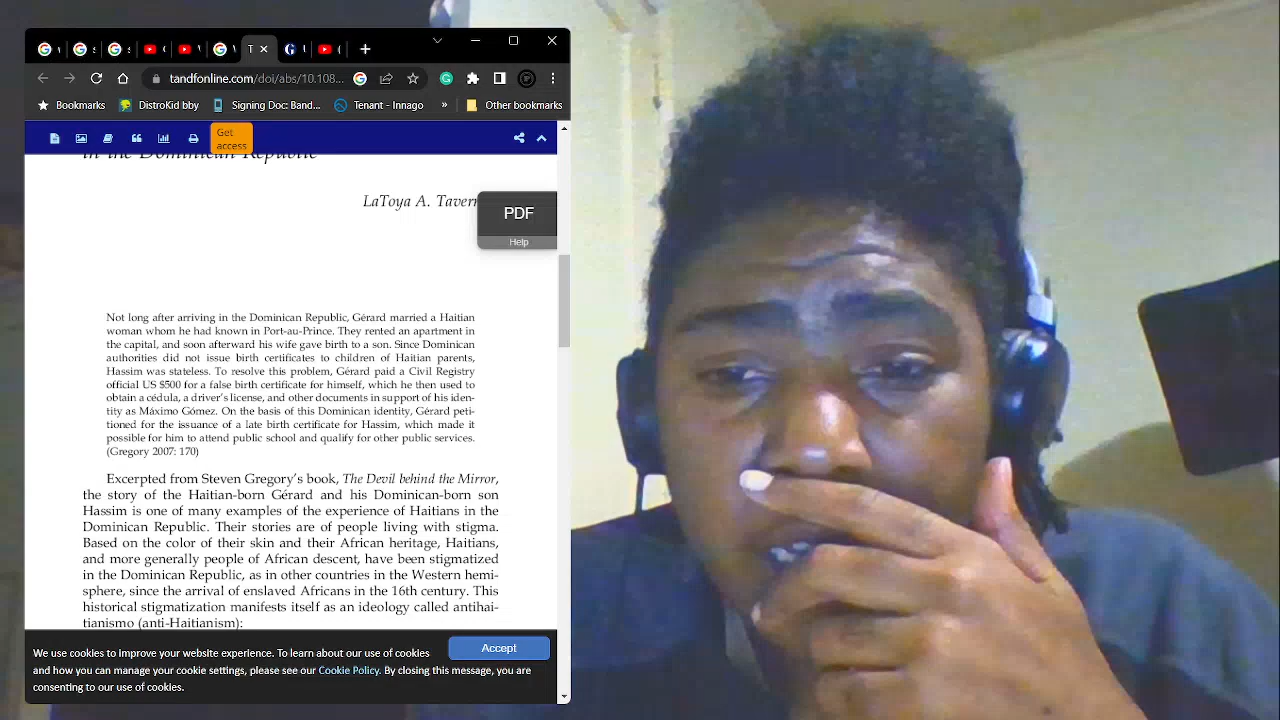 T
tandfonline.com/doi/abs/10.108...
Bookmarks DistroKid bby Signing Doc: Band... Tenant - Innago » Other bookmarks
Get
access
in the Dominican Republic
LaToya A. Tavern
PDF
Help
Not long after arriving in the Dominican Republic, Gérard married a Haitian
woman whom he had known in Port-au-Prince. They rented an apartment in
the capital, and soon afterward his wife gave birth to a son. Since Dominican
authorities did not issue birth certificates to children of Haitian parents,
Hassim was stateless. To resolve this problem, Gérard paid a Civil Registry
official US $500 for a false birth certificate for himself, which he then used to
obtain a cédula, a driver's license, and other documents in support of his iden-
tity as Máximo Gómez. On the basis of this Dominican identity, Gérard peti-
tioned for the issuance of a late birth certificate for Hassim, which made it
possible for him to attend public school and qualify for other public services.
(Gregory 2007: 170)
Excerpted from Steven Gregory's book, The Devil behind the Mirror,
the story of the Haitian-born Gérard and his Dominican-born son
Hassim is one of many examples of the experience of Haitians in the
Dominican Republic. Their stories are of people living with stigma.
Based on the color of their skin and their African heritage, Haitians,
and more generally people of African descent, have been stigmatized
in the Dominican Republic, as in other countries in the Western hemi-
sphere, since the arrival of enslaved Africans in the 16th century. This
historical stigmatization manifests itself as an ideology called antihai-
tianismo (anti-Haitianism):
We use cookies to improve your website experience. To learn about our use of cookies
and how you can manage your cookie settings, please see our Cookie Policy. By closing this message, you are
consenting to our use of cookies.
Accept